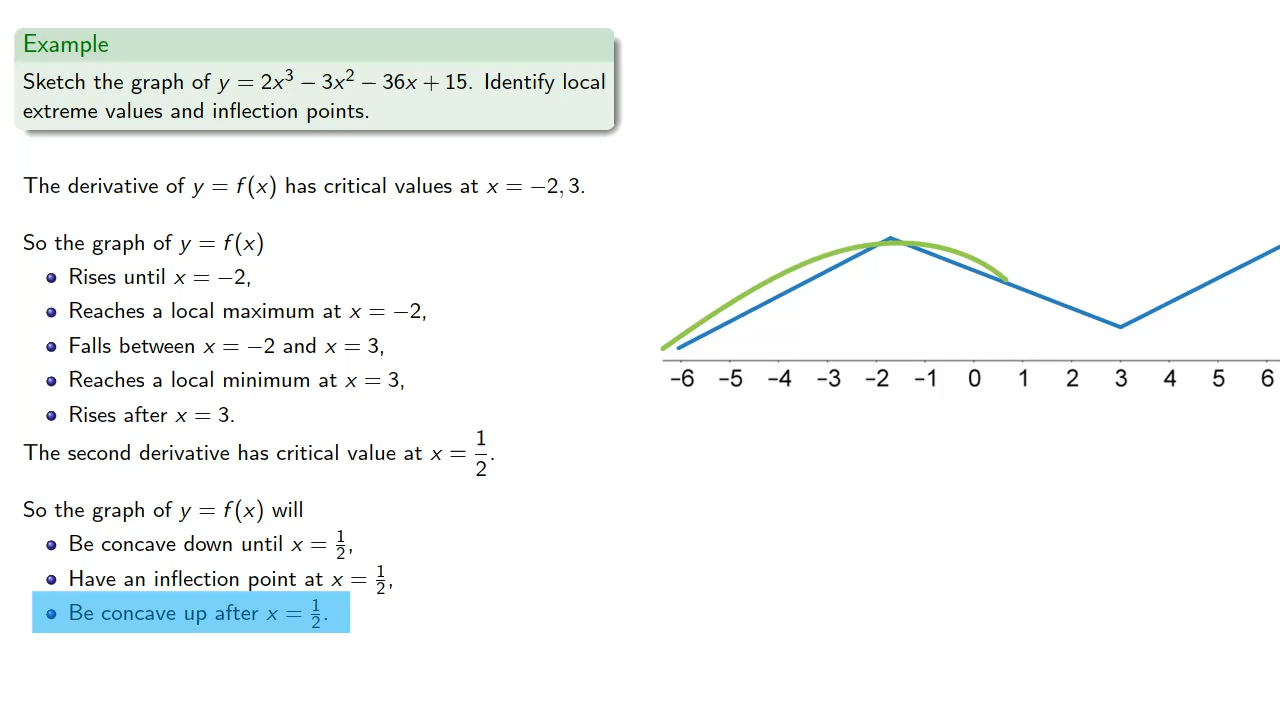 Example
Sketch the graph of y = 2x³ − 3x² − 36x + 15. Identify local
extreme values and inflection points.
The derivative of y = f(x) has critical values at x = −2, 3.
So the graph of y = f(x)
Rises until x = −2,
Reaches a local maximum at x = −2,
Falls between x = −2 and x = 3,
Reaches a local minimum at x = 3,
Rises after x = 3.
The second derivative has critical value at x = 1/2.
So the graph of y = f(x) will
Be concave down until x = 1/2,
Have an inflection point at x = 1/2,
Be concave up after x = 1/2.
−6 −5 −4 −3 −2 −1 0 1 2 3 4 5 6